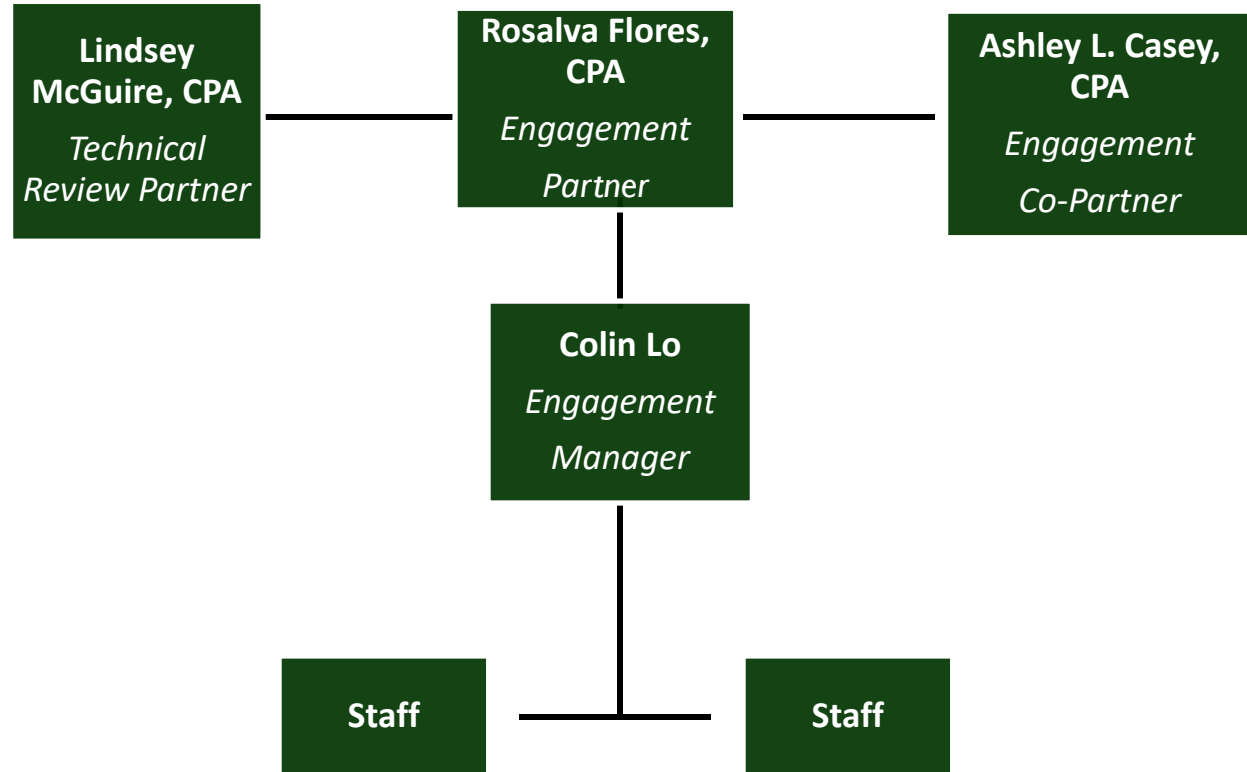 Lindsey
McGuire, CPA
Technical
Review Partner
Rosalva Flores,
CPA
Engagement
Partner
Ashley L. Casey,
CPA
Engagement
Co-Partner
Colin Lo
Engagement
Manager
Staff
Staff